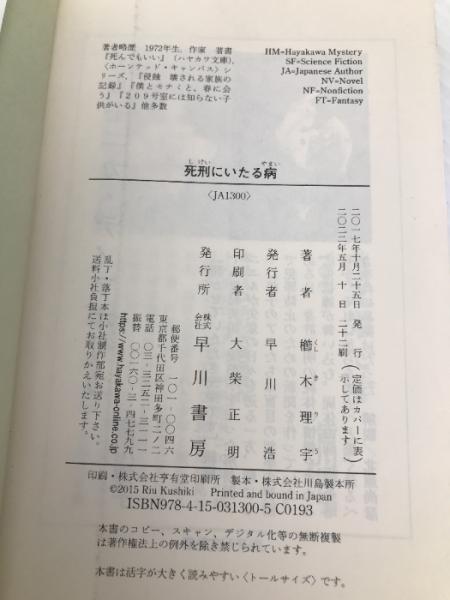 著者略歴 1972年生、作家 著書
『死んでもいい』(ハヤカワ文庫)、
〈ホーンテッド・キャンパス〉シ
リーズ、『侵蝕 壊される家族の
記録』『僕とモナミと、春に会
う』『209号室には知らない子
供がいる』他多数
HM=Hayakawa Mystery
SF=Science Fiction
JA=Japanese Author
NV=Novel
NF=Nonfiction
FT=Fantasy
しけい やまい
死刑にいたる病
〈JA1300〉
二〇一七年十月二十五日 発行
二〇二二年五月 十日 二十二刷
(定価はカバーに表示してあります)
著者 櫛木理宇
くし き り う
発行者 早川 浩
印刷者 大柴正明
発行所 株式会社 早川書房
郵便番号 一〇一-〇〇四六
東京都千代田区神田多町二ノ二
電話 〇三-三二五二-三一一一
振替 〇〇一六〇-三-四七七九九
https://www.hayakawa-online.co.jp
乱丁・落丁本は小社制作部宛お送り下さい。
送料小社負担にてお取りかえいたします。
印刷・株式会社亨有堂印刷所 製本・株式会社川島製本所
©2015 Riu Kushiki Printed and bound in Japan
ISBN978-4-15-031300-5 C0193
本書のコピー、スキャン、デジタル化等の無断複製
は著作権法上の例外を除き禁じられています。
本書は活字が大きく読みやすい〈トールサイズ〉です。